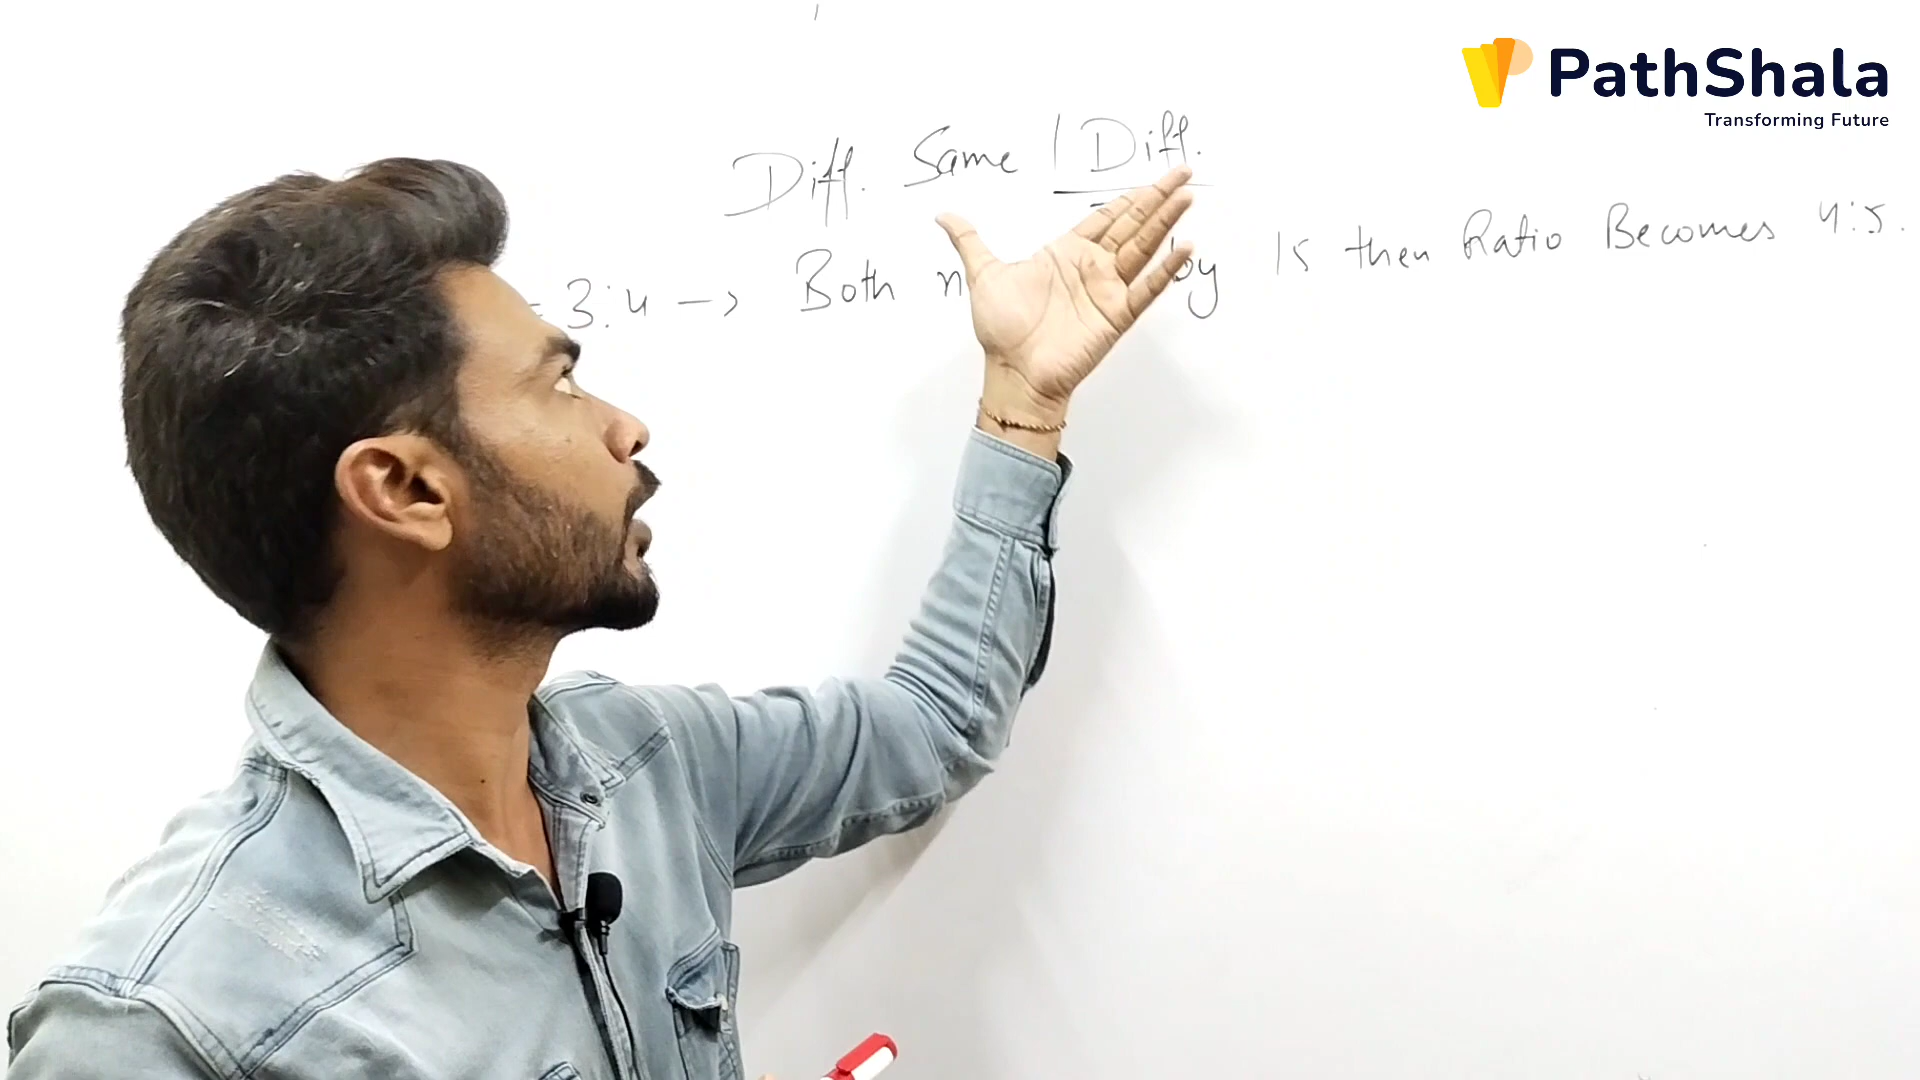 PathShala
Transforming Future
Diff. Same | Diff.
= 3:4 → Both by 15 then Ratio Becomes 4:5.